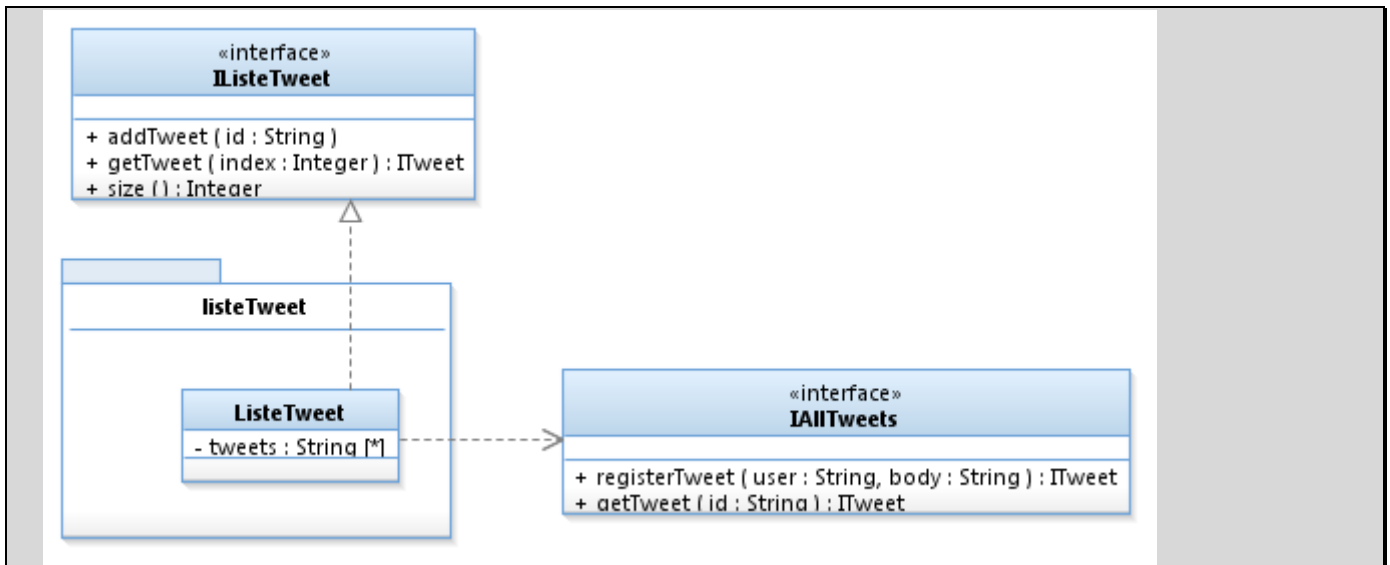 «interface»
IListeTweet
+ addTweet ( id : String )
+ getTweet ( index : Integer ) : ITweet
+ size () : Integer
listeTweet
ListeTweet
- tweets : String [*]
«interface»
IAllTweets
+ registerTweet ( user : String, body : String ) : ITweet
+ getTweet ( id : String ) : ITweet